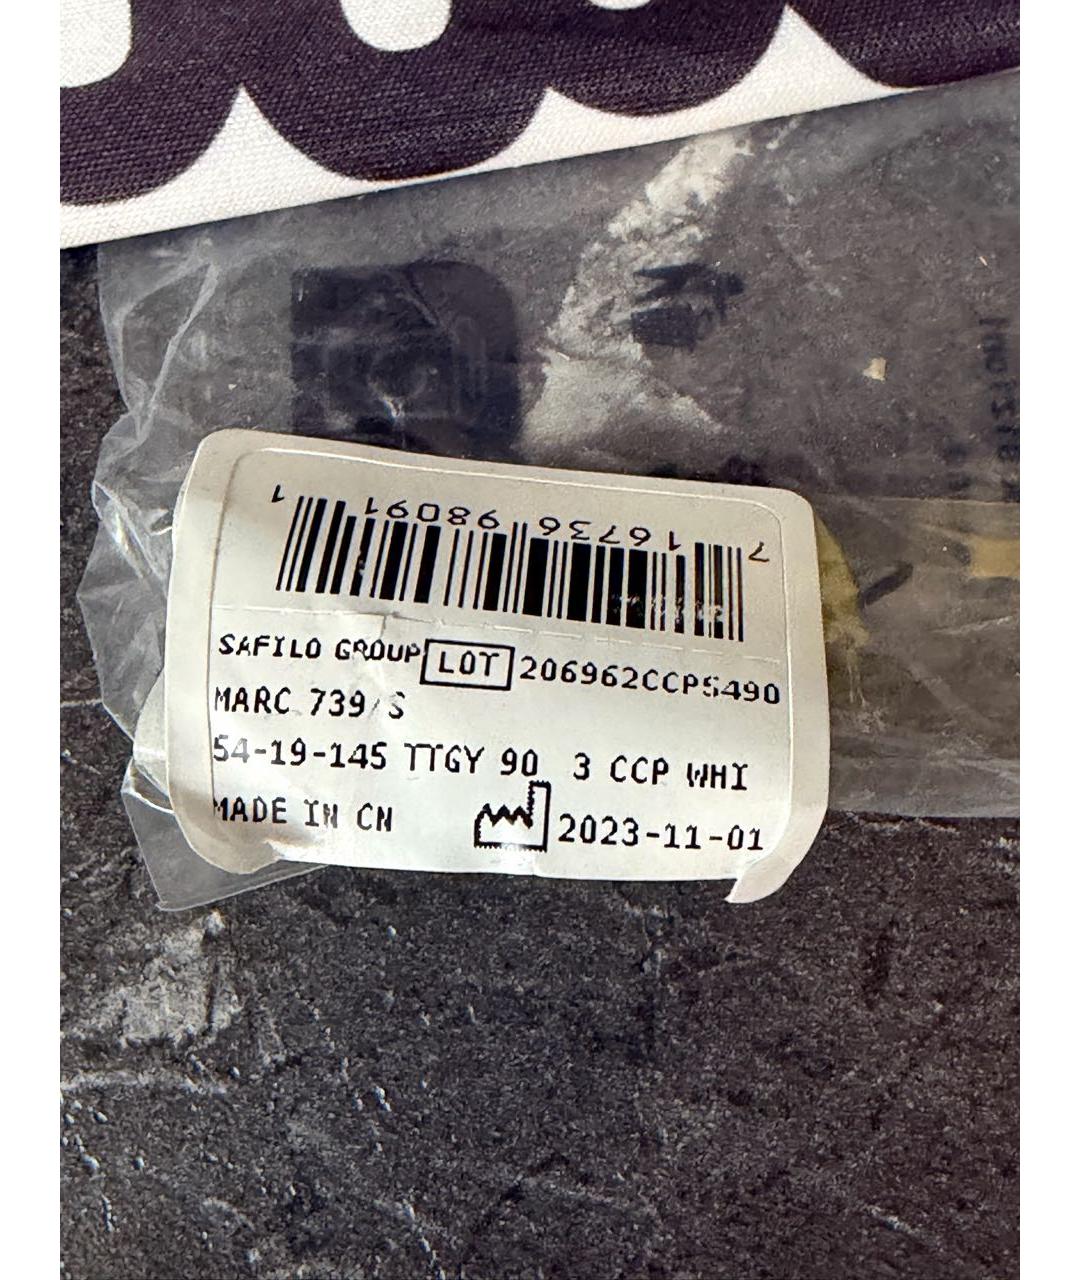 7 16736 98091 1
SAFILO GROUP LOT 206962CCP5490
MARC 739/S
54-19-145 TTGY 90 3 CCP WHI
MADE IN CN 2023-11-01